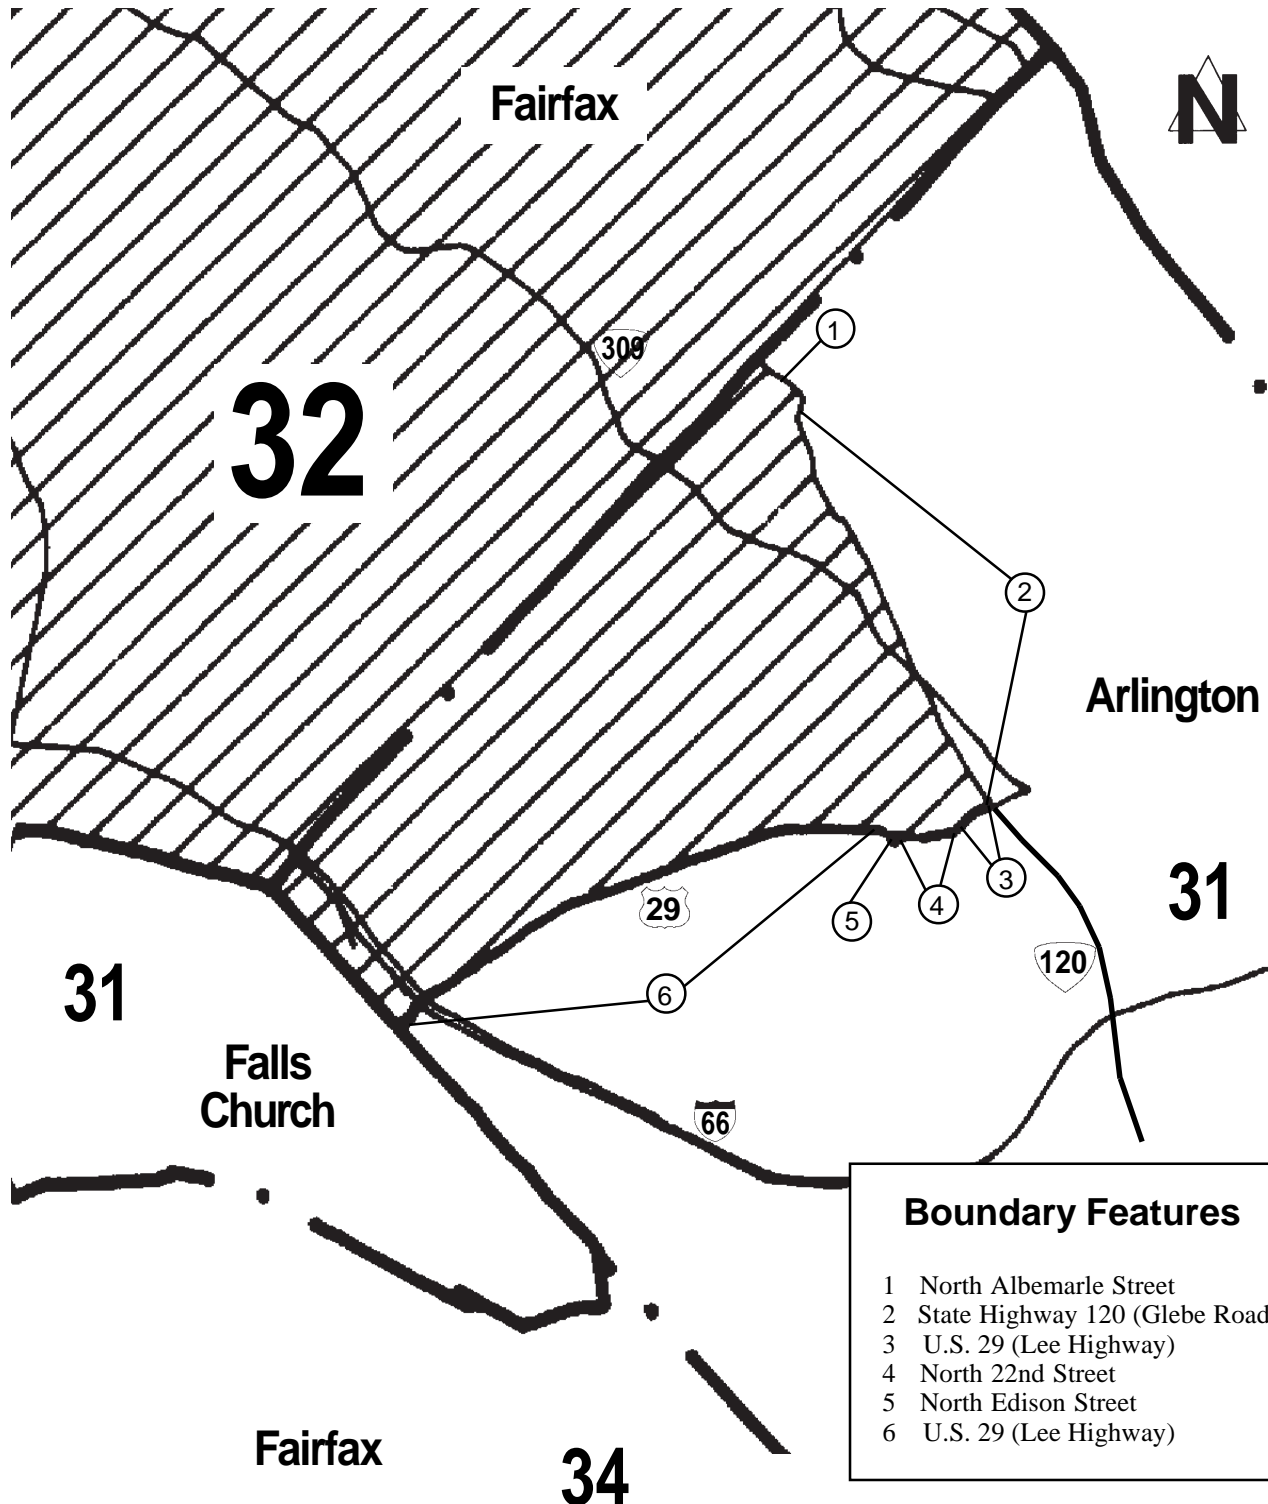 Fairfax
N
1
309
32
2
Arlington
31
3
4
5
29
120
6
31
Falls
Church
66
Boundary Features
1 North Albemarle Street
2 State Highway 120 (Glebe Road
3 U.S. 29 (Lee Highway)
4 North 22nd Street
5 North Edison Street
6 U.S. 29 (Lee Highway)
Fairfax
34